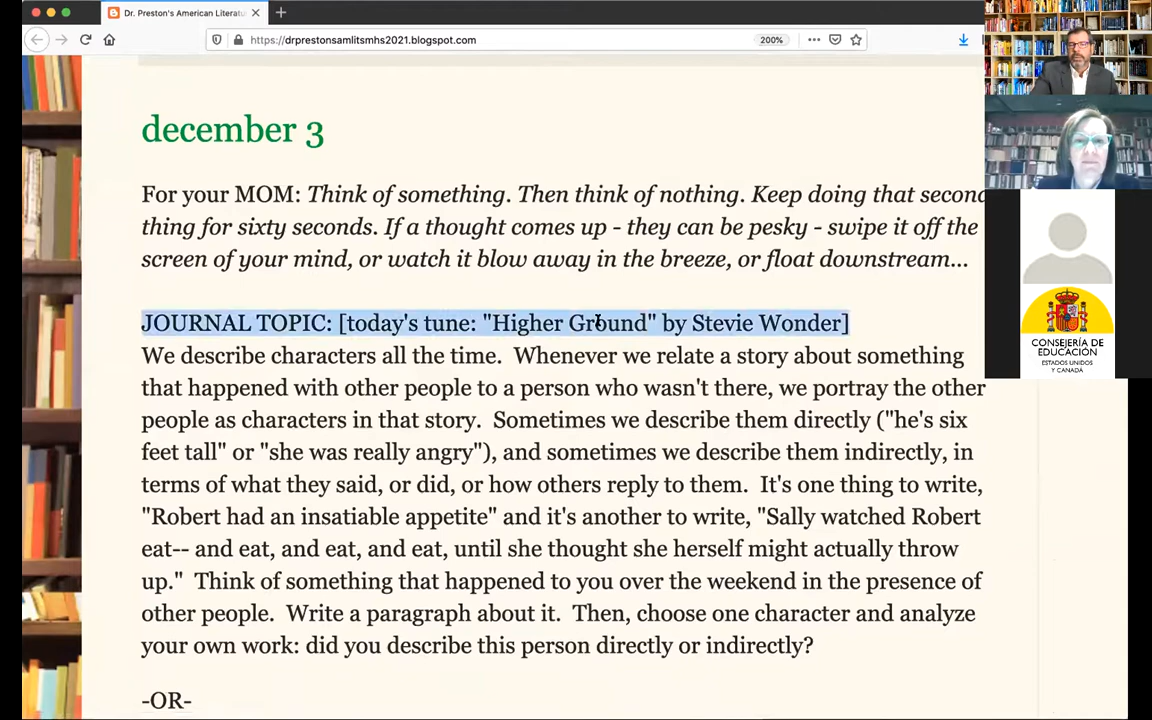 Dr. Preston's American Literatu
https://drprestonsamlitsmhs2021.blogspot.com
200%
december 3
For your MOM: Think of something. Then think of nothing. Keep doing that second
thing for sixty seconds. If a thought comes up - they can be pesky - swipe it off the
screen of your mind, or watch it blow away in the breeze, or float downstream...
JOURNAL TOPIC: [today's tune: "Higher Ground" by Stevie Wonder]
We describe characters all the time.  Whenever we relate a story about something
that happened with other people to a person who wasn't there, we portray the other
people as characters in that story.  Sometimes we describe them directly ("he's six
feet tall" or "she was really angry"), and sometimes we describe them indirectly, in
terms of what they said, or did, or how others reply to them.  It's one thing to write,
"Robert had an insatiable appetite" and it's another to write, "Sally watched Robert
eat-- and eat, and eat, and eat, until she thought she herself might actually throw
up."  Think of something that happened to you over the weekend in the presence of
other people.  Write a paragraph about it.  Then, choose one character and analyze
your own work: did you describe this person directly or indirectly?
-OR-
CONSEJERÍA DE
EDUCACIÓN
ESTADOS UNIDOS
Y CANADÁ